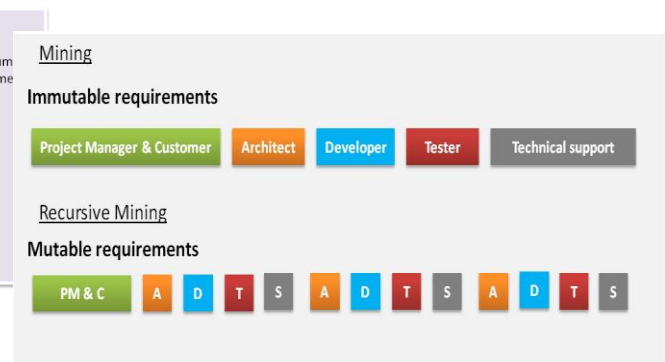 Mining
Immutable requirements
Project Manager & Customer Architect Developer Tester Technical support
Recursive Mining
Mutable requirements
PM & C A D T S A D T S A D T S